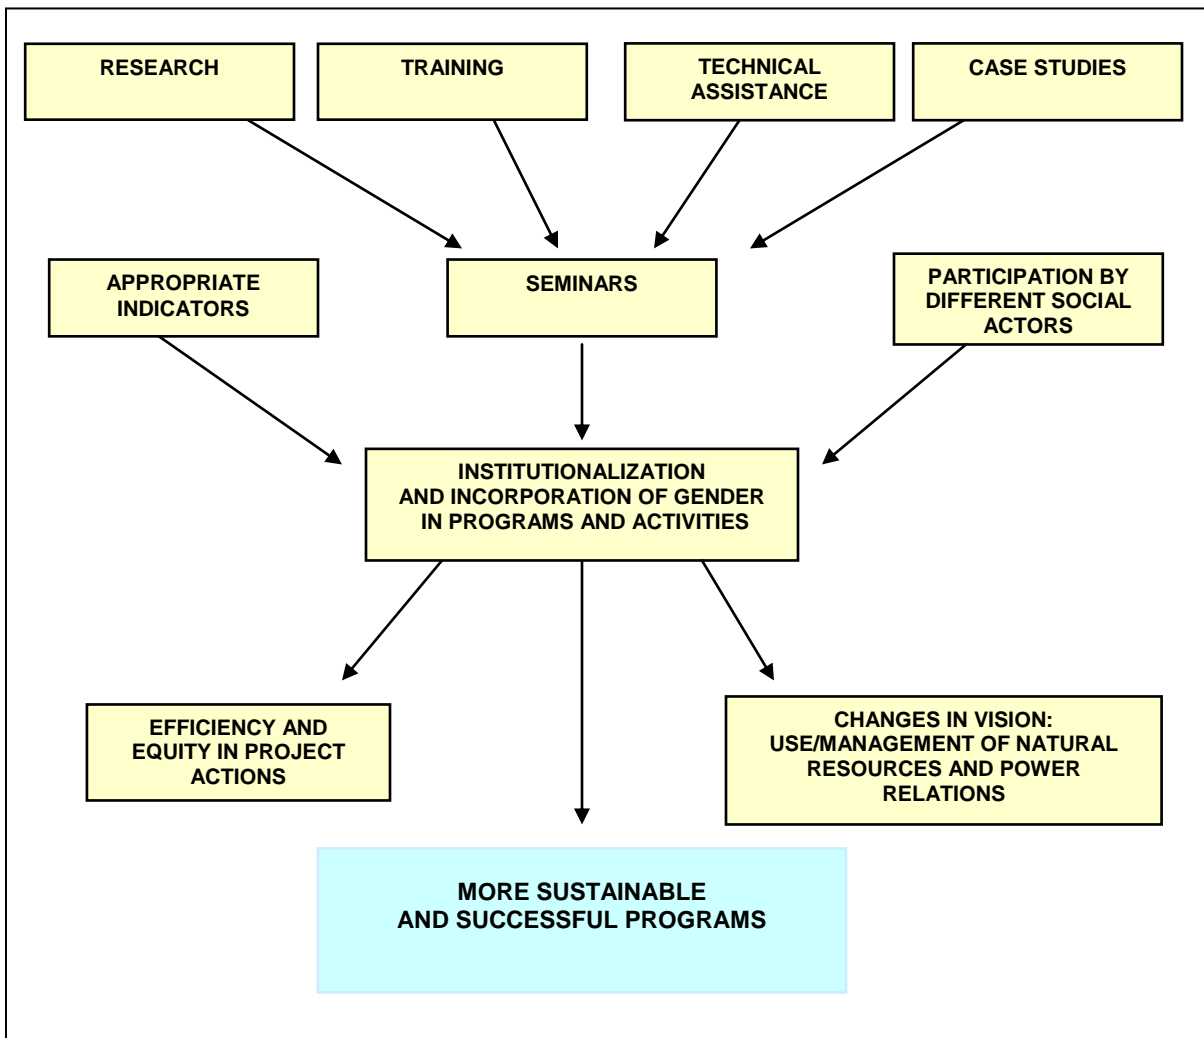 RESEARCH
TRAINING
TECHNICAL
ASSISTANCE
CASE STUDIES
APPROPRIATE
INDICATORS
SEMINARS
PARTICIPATION BY
DIFFERENT SOCIAL
ACTORS
INSTITUTIONALIZATION
AND INCORPORATION OF GENDER
IN PROGRAMS AND ACTIVITIES
EFFICIENCY AND
EQUITY IN PROJECT
ACTIONS
CHANGES IN VISION:
USE/MANAGEMENT OF NATURAL
RESOURCES AND POWER
RELATIONS
MORE SUSTAINABLE
AND SUCCESSFUL PROGRAMS